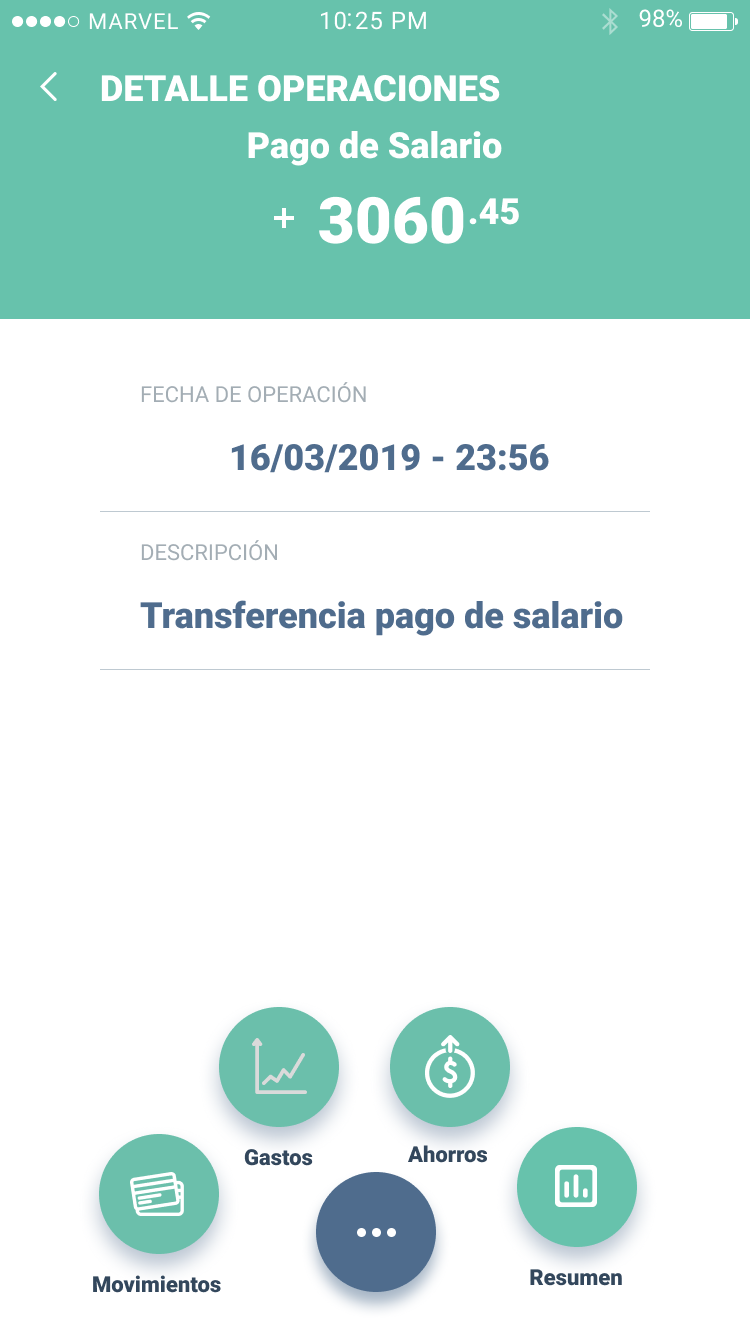 MARVEL 10:25 PM 98%
DETALLE OPERACIONES
Pago de Salario
+ 3060.45
FECHA DE OPERACIÓN
16/03/2019 - 23:56
DESCRIPCIÓN
Transferencia pago de salario
Gastos
Ahorros
Movimientos
Resumen